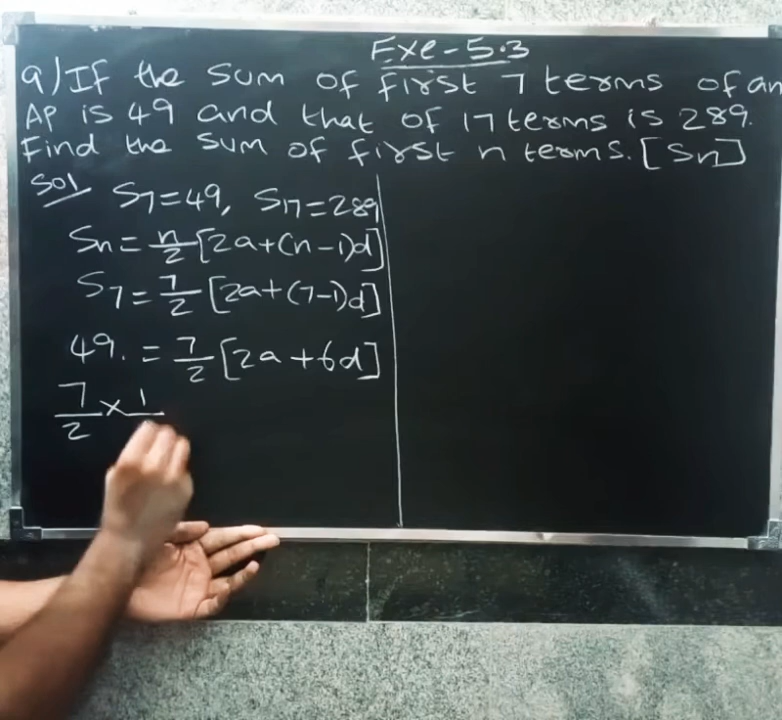 Exe-5.3
9) If the sum of first 7 terms of an
AP is 49 and that of 17 terms is 289.
Find the sum of first n terms. [Sn]
Sol S7=49, S17=289
Sn = n/2 [2a+(n-1)d]
S7 = 7/2 [2a+(7-1)d]
49. = 7/2 [2a+6d]
7/2 × 1